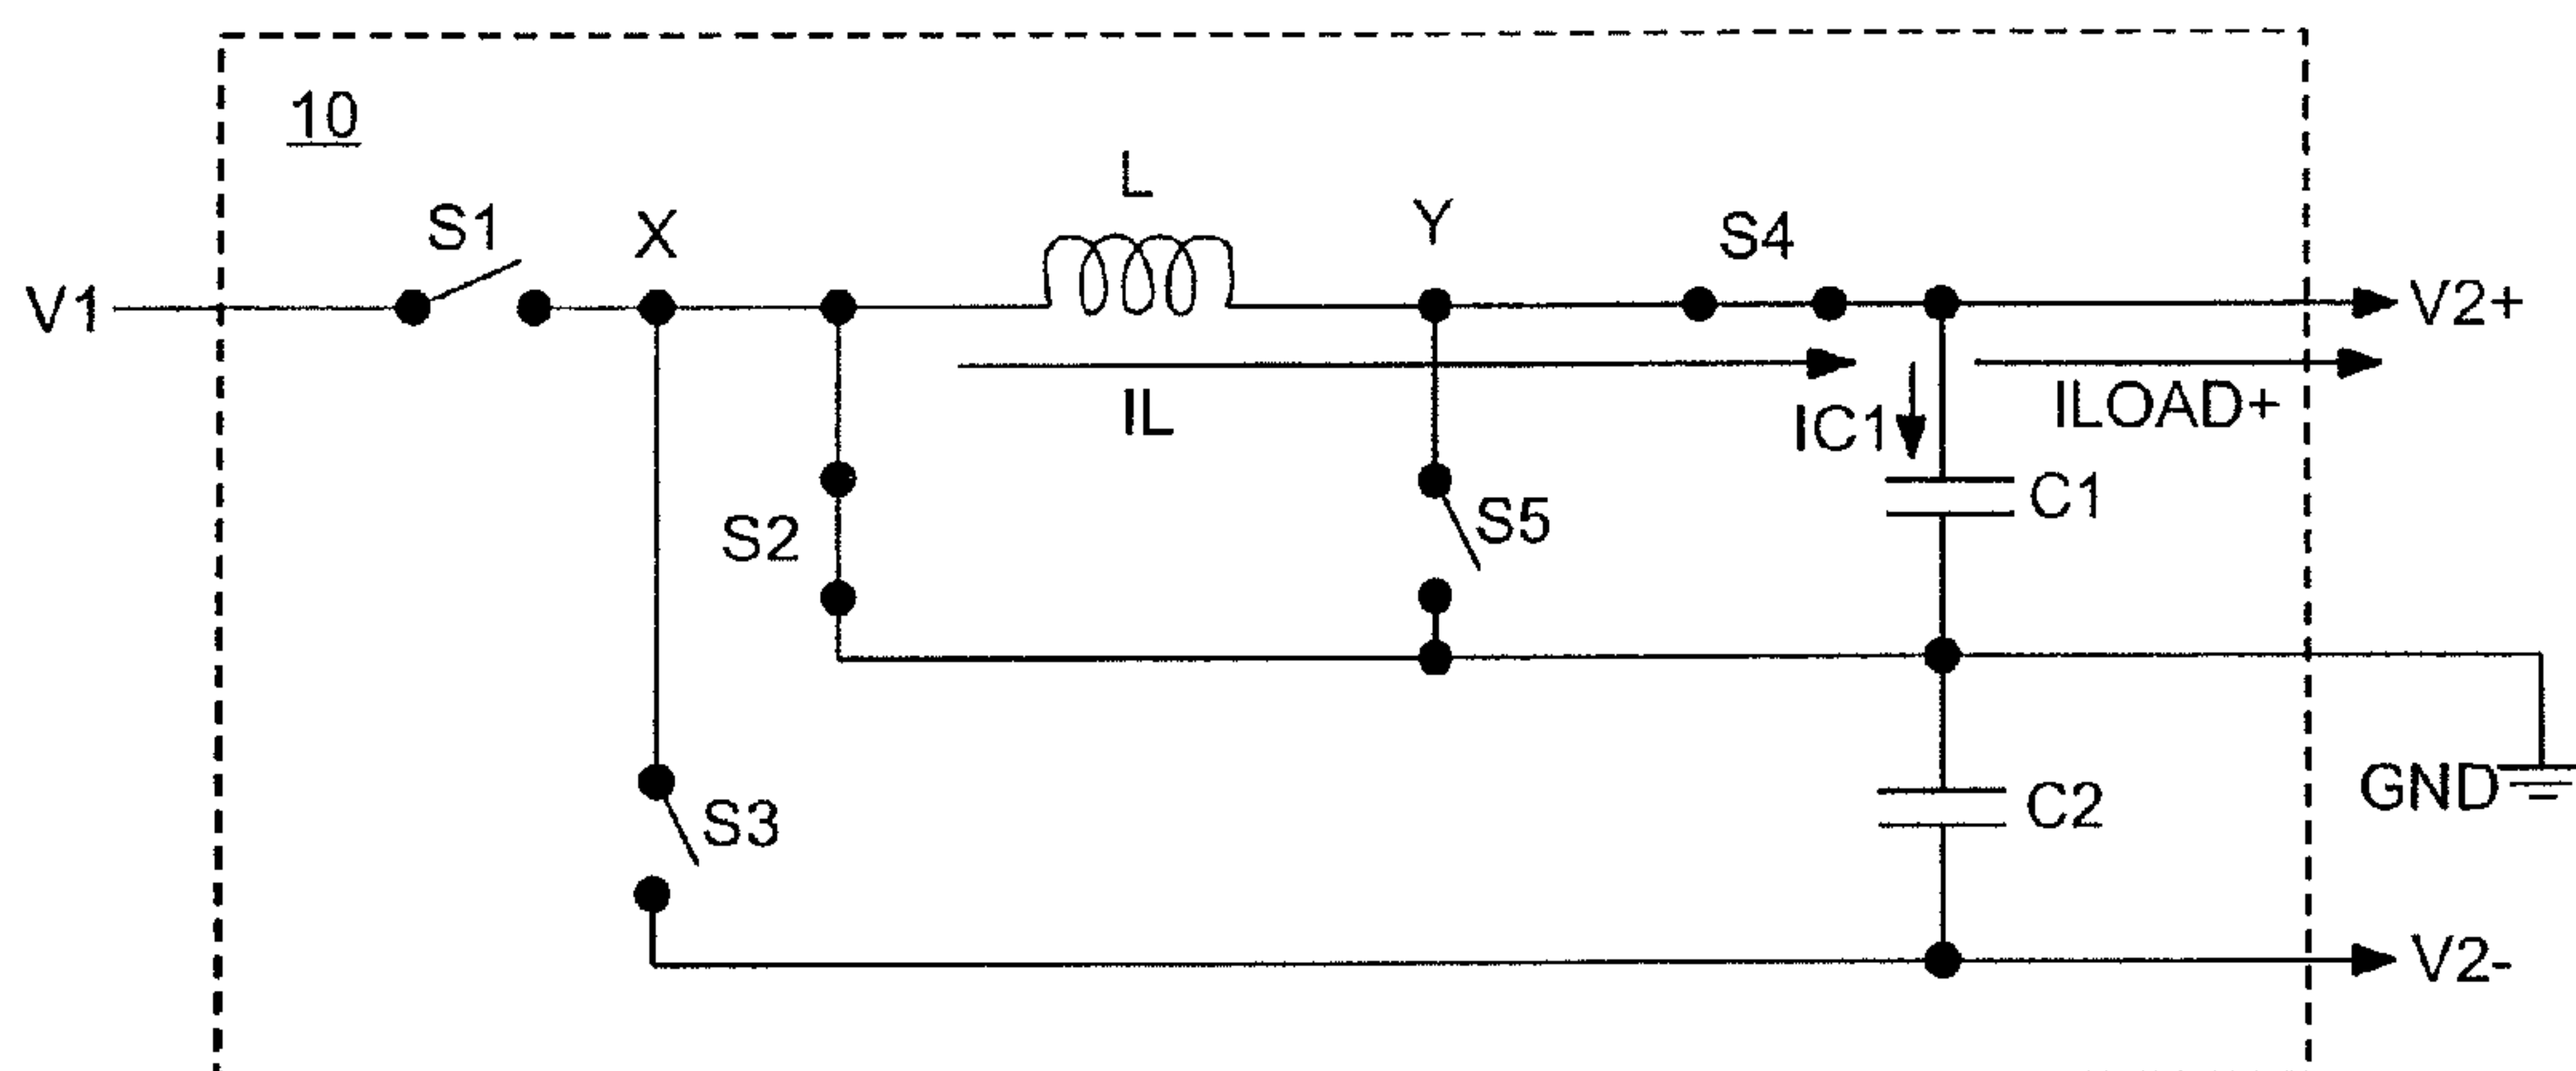 10
L
S1
X
Y
S4
V1
V2+
IL
IC1
ILOAD+
C1
S2
S5
GND
C2
S3
V2-